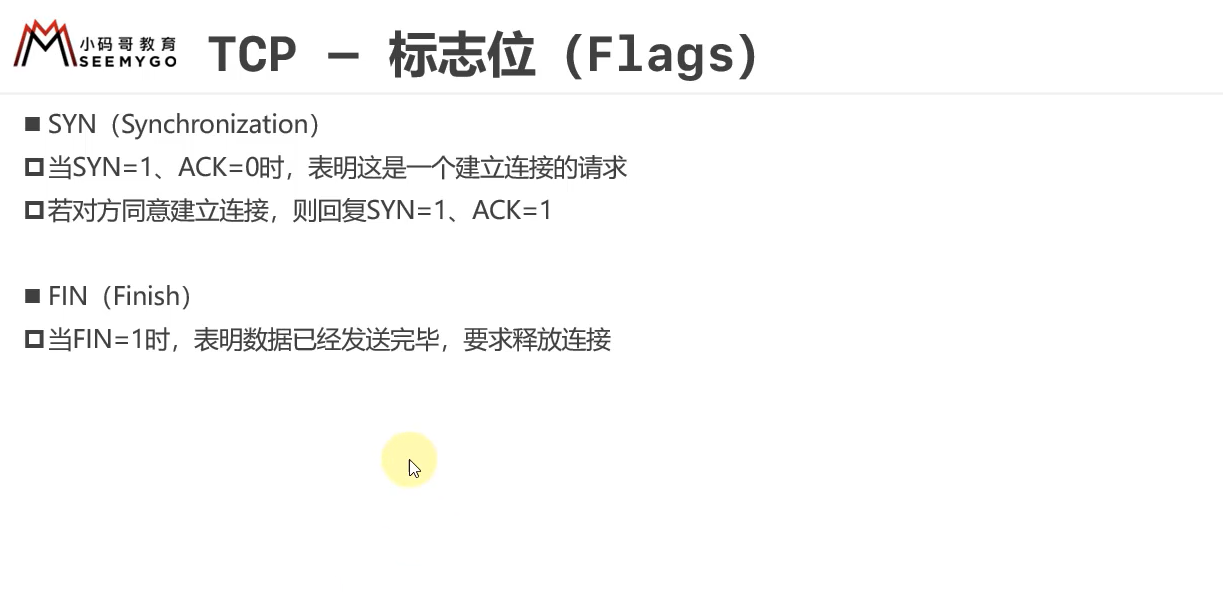 小码哥教育
SEEMYGO
TCP – 标志位（Flags）
■ SYN（Synchronization）
当SYN=1、ACK=0时，表明这是一个建立连接的请求
若对方同意建立连接，则回复SYN=1、ACK=1
■ FIN（Finish）
当FIN=1时，表明数据已经发送完毕，要求释放连接